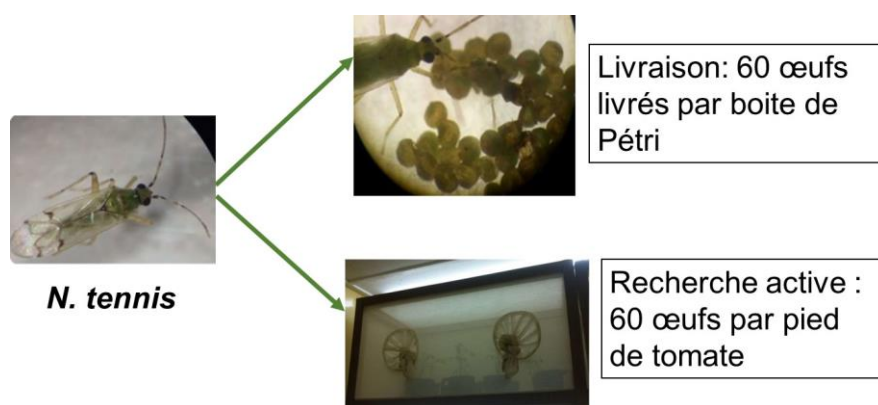 Livraison: 60 œufs
livrés par boite de
Pétri
N. tennis
Recherche active :
60 œufs par pied
de tomate